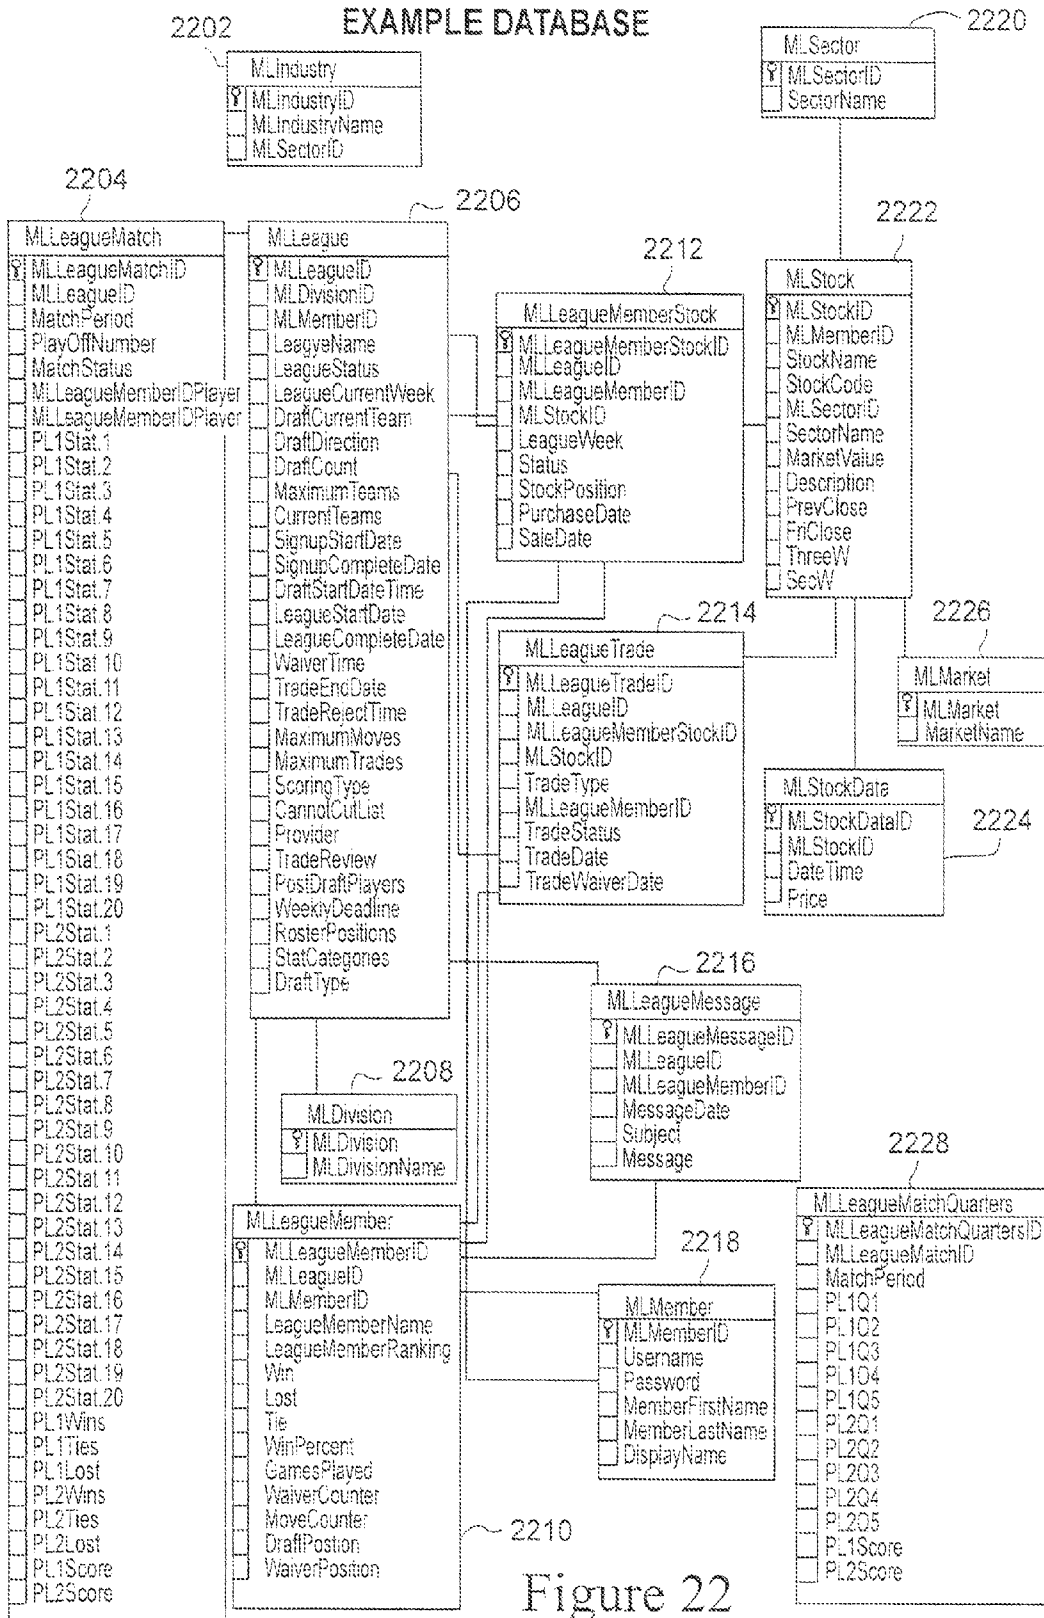 EXAMPLE DATABASE
2202
MLIndustry
MLIndustryID
MLIndustryName
MLSectorID
2220
MLSector
MLSectorID
SectorName
2204
MLLeagueMatch
MLLeagueMatchID
MLLeagueID
MatchPeriod
PlayOffNumber
MatchStatus
MLLeagueMemberIDPlayer
MLLeagueMemberIDPlayer
PL1Stat.1
PL1Stat.2
PL1Stat.3
PL1Stat.4
PL1Stat.5
PL1Stat.6
PL1Stat.7
PL1Stat.8
PL1Stat.9
PL1Stat.10
PL1Stat.11
PL1Stat.12
PL1Stat.13
PL1Stat.14
PL1Stat.15
PL1Stat.16
PL1Stat.17
PL1Stat.18
PL1Stat.19
PL1Stat.20
PL2Stat.1
PL2Stat.2
PL2Stat.3
PL2Stat.4
PL2Stat.5
PL2Stat.6
PL2Stat.7
PL2Stat.8
PL2Stat.9
PL2Stat.10
PL2Stat.11
PL2Stat.12
PL2Stat.13
PL2Stat.14
PL2Stat.15
PL2Stat.16
PL2Stat.17
PL2Stat.18
PL2Stat.19
PL2Stat.20
PL1Wins
PL1Ties
PL1Lost
PL2Wins
PL2Ties
PL2Lost
PL1Score
PL2Score
2206
MLLeague
MLLeagueID
MLDivisionID
MLMemberID
LeagyeName
LeagueStatus
LeagueCurrentWeek
DraftCurrentTeam
DraftDirection
DraftCount
MaximumTeams
CurrentTeams
SignupStartDate
SignupCompleteDate
DraftStartDateTime
LeagueStartDate
LeagueCompleteDate
WaiverTime
TradeEndDate
TradeRejectTime
MaximumMoves
MaximumTrades
ScoringType
CannotCutList
Provider
TradeReview
PostDraftPlayers
WeeklyDeadline
RosterPositions
StatCategories
DraftType
2212
MLLeagueMemberStock
MLLeagueMemberStockID
MLLeagueID
MLLeagueMemberID
MLStockID
LeagueWeek
Status
StockPosition
PurchaseDate
SaleDate
2222
MLStock
MLStockID
MLMemberID
StockName
StockCode
MLSectorID
SectorName
MarketValue
Description
PrevClose
FriClose
ThreeW
SecW
2214
MLLeagueTrade
MLLeagueTradeID
MLLeagueID
MLLeagueMemberStockID
MLStockID
TradeType
MLLeagueMemberID
TradeStatus
TradeDate
TradeWaiverDate
2226
MLMarket
MLMarket
MarketName
MLStockData
MLStockDataID
MLStockID
DateTime
Price
2224
2216
MLLeagueMessage
MLLeagueMessageID
MLLeagueID
MLLeagueMemberID
MessageDate
Subject
Message
2208
MLDivision
MLDivision
MLDivisionName
MLLeagueMember
MLLeagueMemberID
MLLeagueID
MLMemberID
LeagueMemberName
LeagueMemberRanking
Win
Lost
Tie
WinPercent
GamesPlayed
WaiverCounter
MoveCounter
DraftPostion
WaiverPosition
2210
2218
MLMember
MLMemberID
Username
Password
MemberFirstName
MemberLastName
DisplayName
2228
MLLeagueMatchQuarters
MLLeagueMatchQuartersID
MLLeagueMatchID
MatchPeriod
PL1Q1
PL1Q2
PL1Q3
PL1Q4
PL1Q5
PL2Q1
PL2Q2
PL2Q3
PL2Q4
PL2Q5
PL1Score
PL2Score
Figure 22